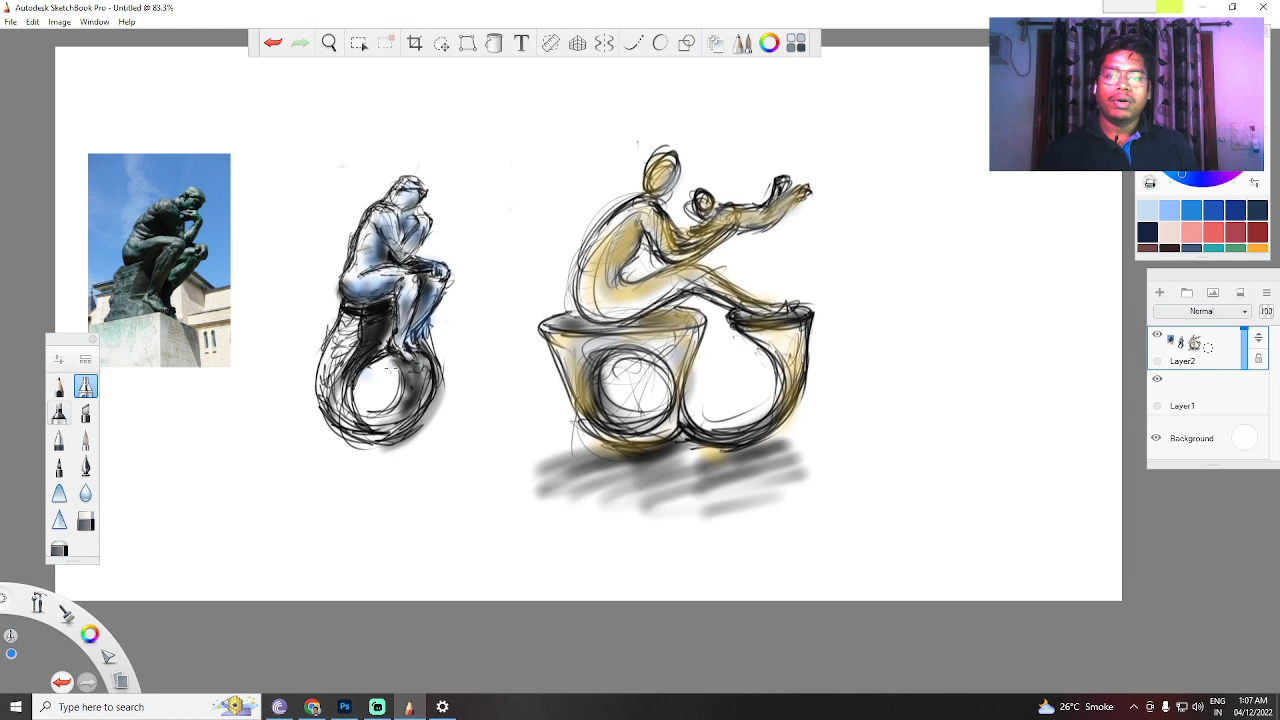 Autodesk SketchBook Pro - Untitled @ 83.3%
File Edit Image Window Help
T
Normal
Layer2
Layer1
Background
Type here to search
Ps
26°C Smoke
ENG
IN
1:07 AM
04/12/2022